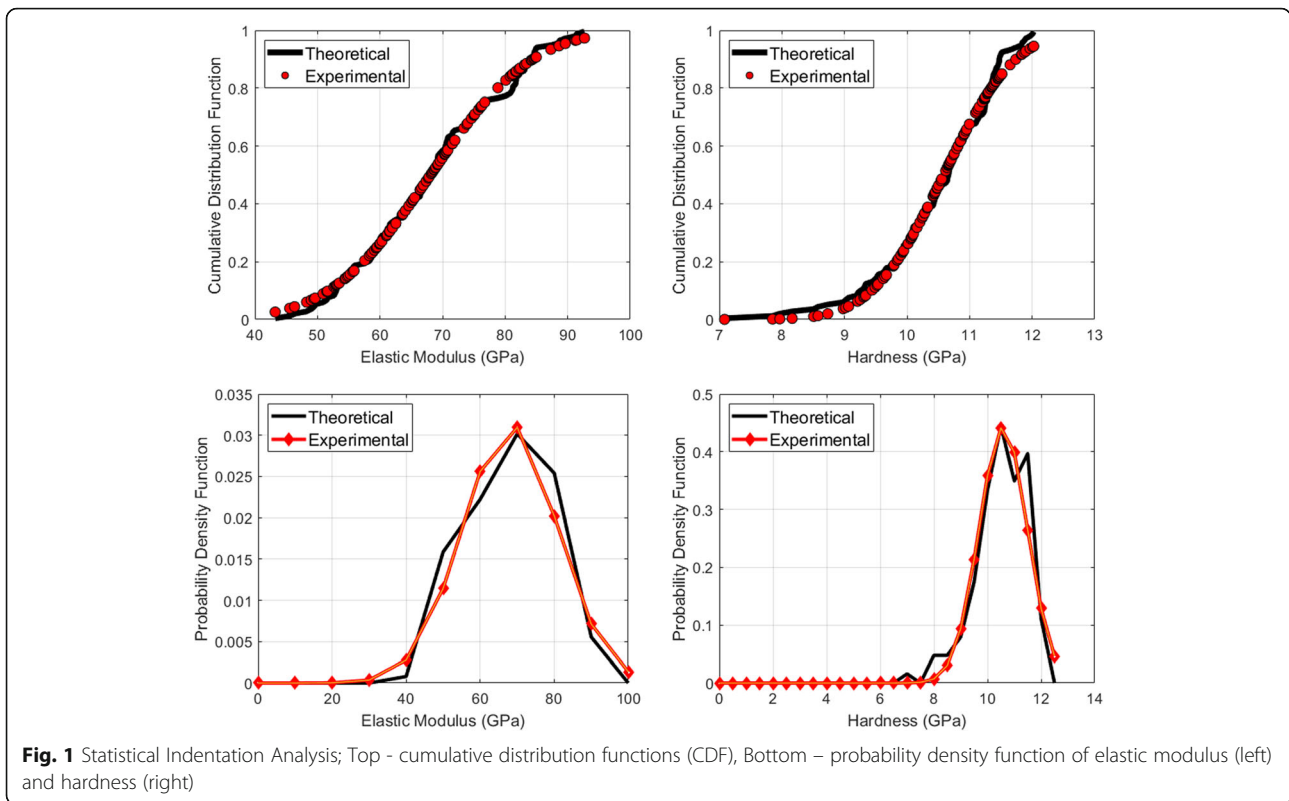 1
0.8
0.6
0.4
0.2
0
Cumulative Distribution Function
Theoretical
Experimental
40 50 60 70 80 90 100
Elastic Modulus (GPa)
1
0.8
0.6
0.4
0.2
0
Cumulative Distribution Function
Theoretical
Experimental
7 8 9 10 11 12 13
Hardness (GPa)
0.035
0.03
0.025
0.02
0.015
0.01
0.005
0
Probability Density Function
Theoretical
Experimental
0 20 40 60 80 100
Elastic Modulus (GPa)
0.5
0.4
0.3
0.2
0.1
0
Probability Density Function
Theoretical
Experimental
0 2 4 6 8 10 12 14
Hardness (GPa)
Fig. 1 Statistical Indentation Analysis; Top - cumulative distribution functions (CDF), Bottom – probability density function of elastic modulus (left)
and hardness (right)